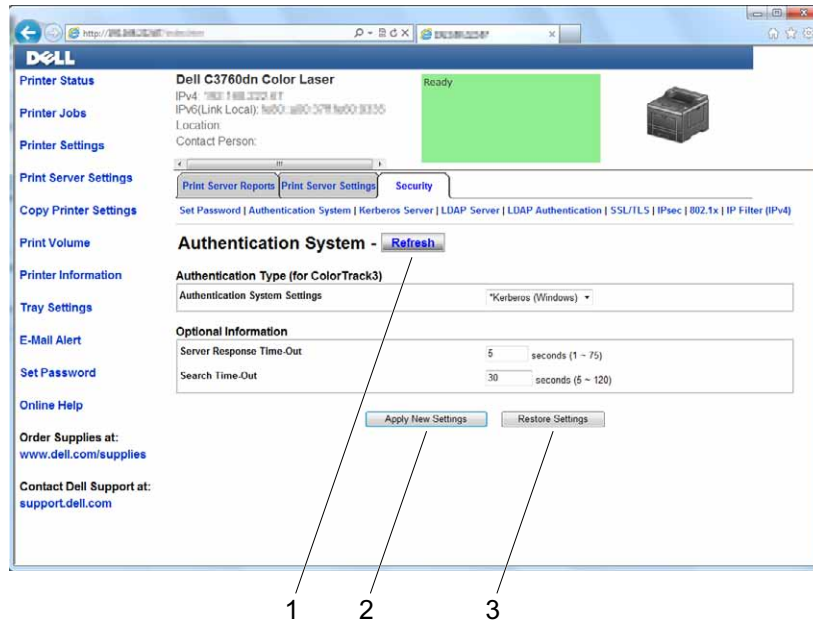 http://
DELL
Printer Status
Printer Jobs
Printer Settings
Print Server Settings
Copy Printer Settings
Print Volume
Printer Information
Tray Settings
E-Mail Alert
Set Password
Online Help
Order Supplies at:
www.dell.com/supplies
Contact Dell Support at:
support.dell.com
Dell C3760dn Color Laser
IPv4:
IPv6(Link Local):
Location:
Contact Person:
Ready
Print Server Reports
Print Server Settings
Security
Set Password | Authentication System | Kerberos Server | LDAP Server | LDAP Authentication | SSL/TLS | IPsec | 802.1x | IP Filter (IPv4)
Authentication System - Refresh
Authentication Type (for ColorTrack3)
Authentication System Settings *Kerberos (Windows)
Optional Information
Server Response Time-Out 5 seconds (1 ~ 75)
Search Time-Out 30 seconds (5 ~ 120)
Apply New Settings Restore Settings
1 2 3